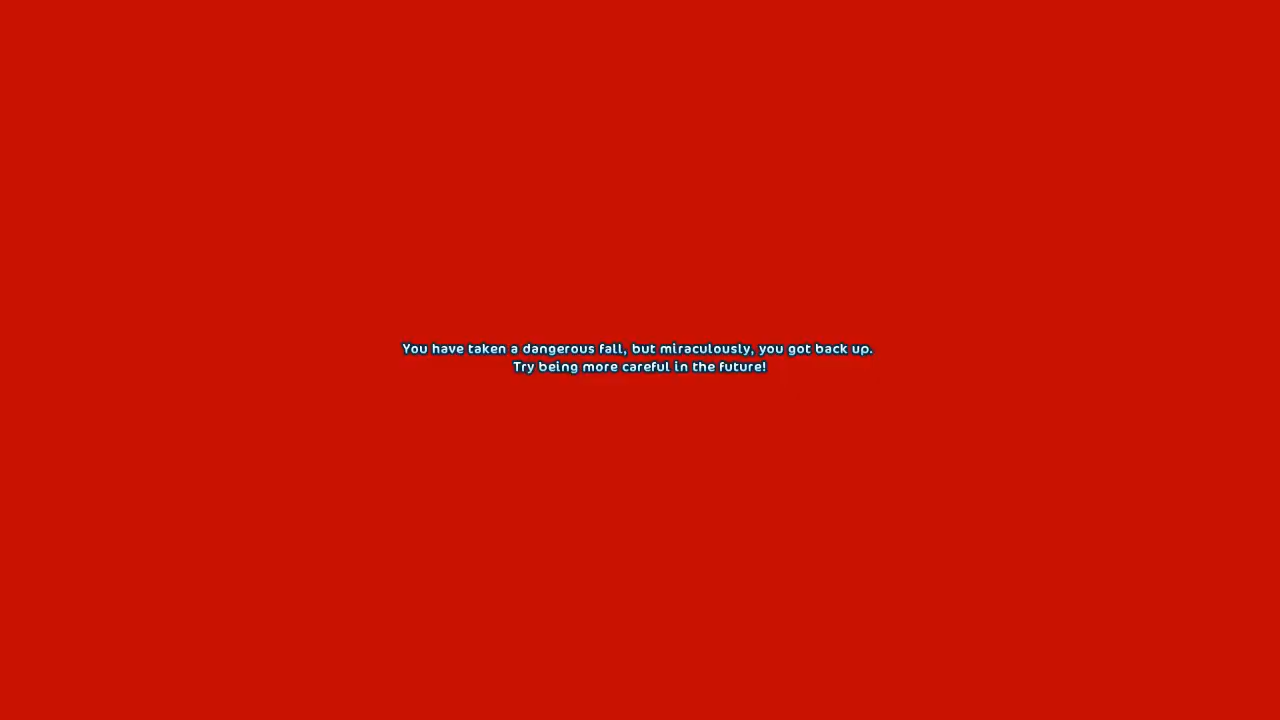 You have taken a dangerous fall, but miraculously, you got back up.
Try being more careful in the future!